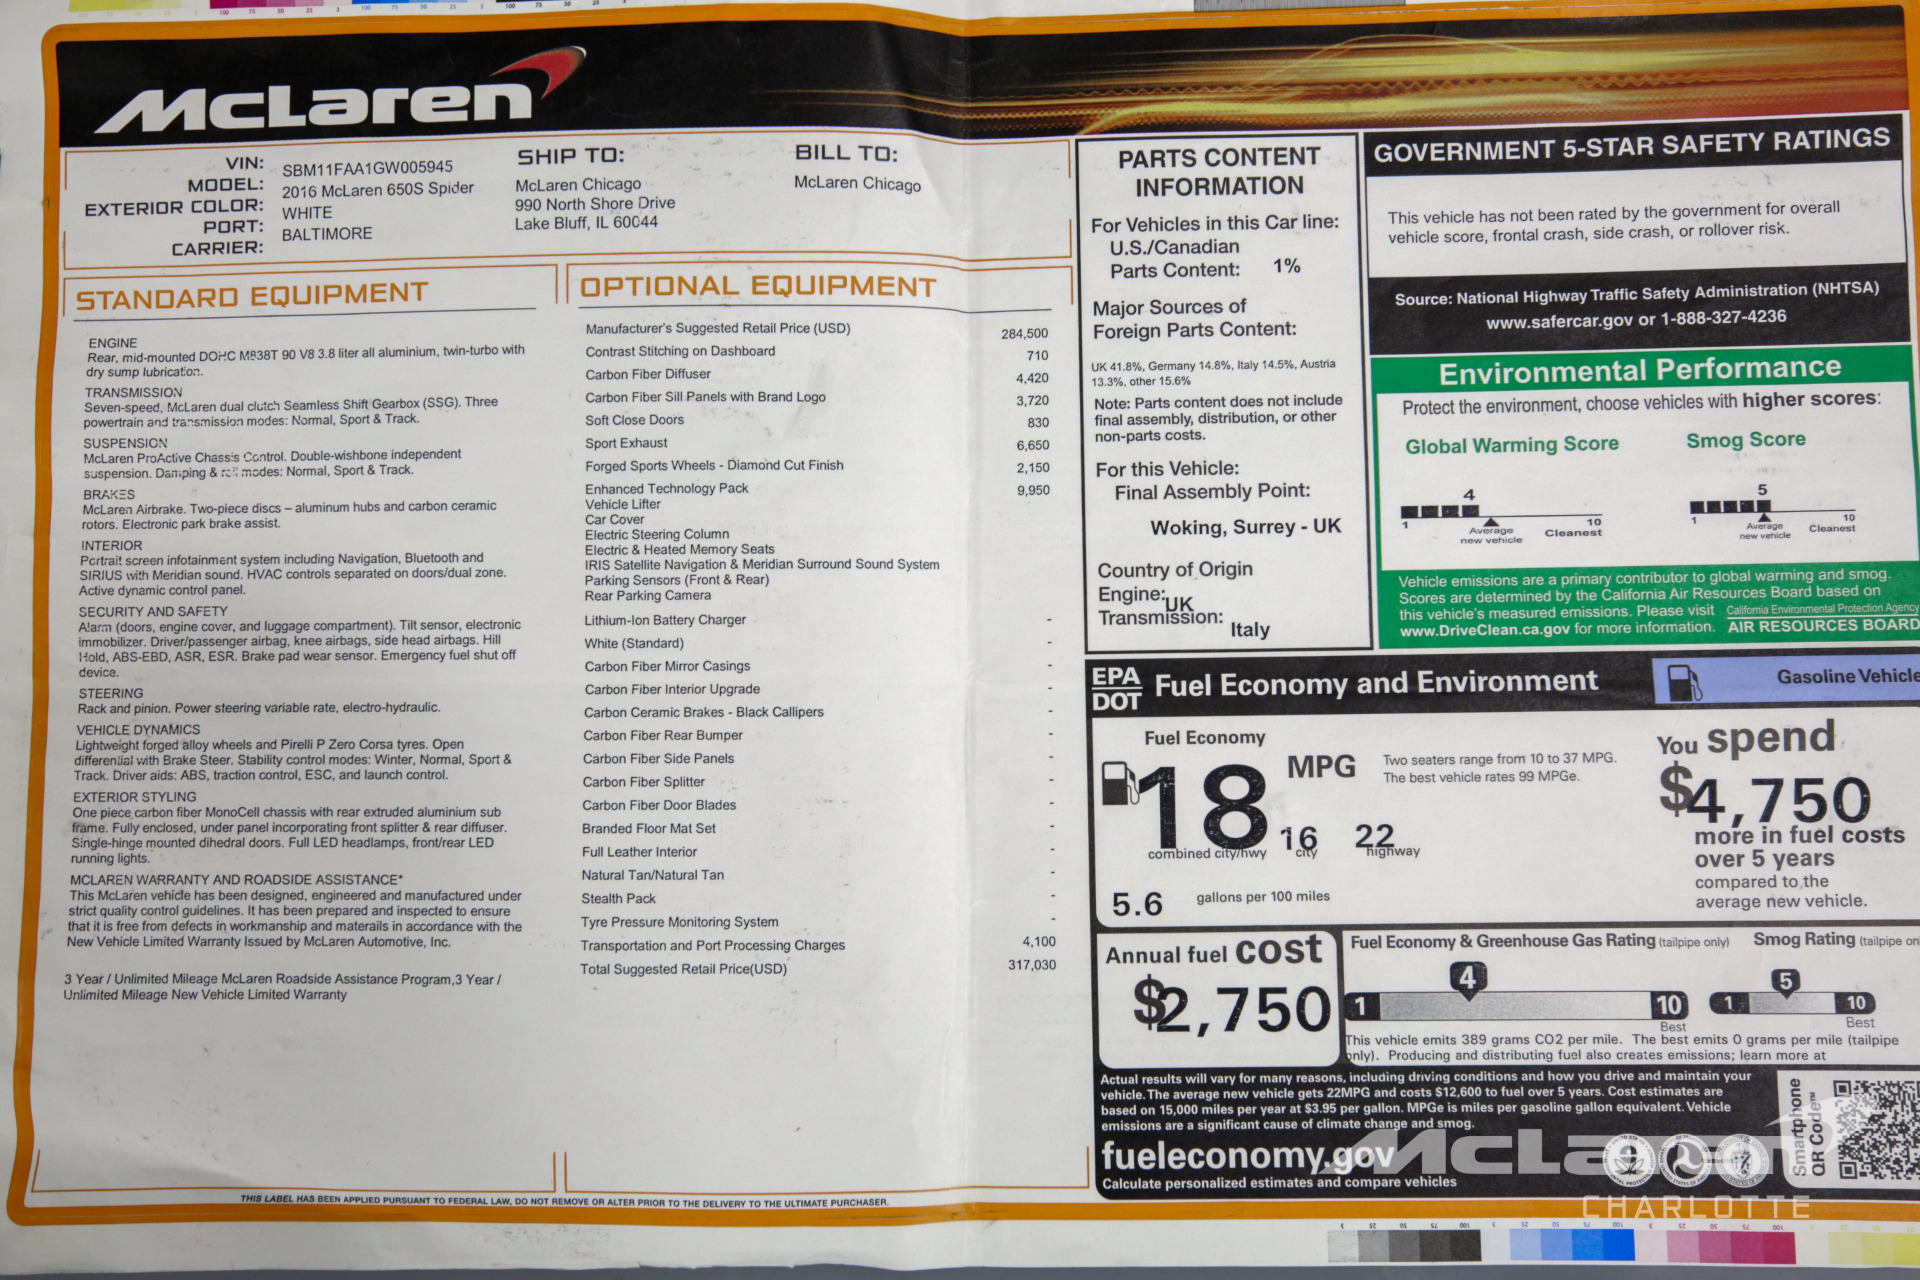 McLaren
VIN: SBM11FAA1GW005945
MODEL: 2016 McLaren 650S Spider
EXTERIOR COLOR: WHITE
PORT: BALTIMORE
CARRIER:
SHIP TO:
McLaren Chicago
990 North Shore Drive
Lake Bluff, IL 60044
BILL TO:
McLaren Chicago
STANDARD EQUIPMENT
ENGINE
Rear, mid-mounted DOHC M838T 90 V8 3.8 liter all aluminium, twin-turbo with
dry sump lubrication.
TRANSMISSION
Seven-speed, McLaren dual clutch Seamless Shift Gearbox (SSG). Three
powertrain and transmission modes: Normal, Sport & Track.
SUSPENSION
McLaren ProActive Chassis Control. Double-wishbone independent
suspension. Damping & roll modes: Normal, Sport & Track.
BRAKES
McLaren Airbrake. Two-piece discs – aluminum hubs and carbon ceramic
rotors. Electronic park brake assist.
INTERIOR
Portrait screen infotainment system including Navigation, Bluetooth and
SIRIUS with Meridian sound. HVAC controls separated on doors/dual zone.
Active dynamic control panel.
SECURITY AND SAFETY
Alarm (doors, engine cover, and luggage compartment). Tilt sensor, electronic
immobilizer. Driver/passenger airbag, knee airbags, side head airbags. Hill
Hold, ABS-EBD, ASR, ESR. Brake pad wear sensor. Emergency fuel shut off
device.
STEERING
Rack and pinion. Power steering variable rate, electro-hydraulic.
VEHICLE DYNAMICS
Lightweight forged alloy wheels and Pirelli P Zero Corsa tyres. Open
differential with Brake Steer. Stability control modes: Winter, Normal, Sport &
Track. Driver aids: ABS, traction control, ESC, and launch control.
EXTERIOR STYLING
One piece carbon fiber MonoCell chassis with rear extruded aluminium sub
frame. Fully enclosed, under panel incorporating front splitter & rear diffuser.
Single-hinge mounted dihedral doors. Full LED headlamps, front/rear LED
running lights.
MCLAREN WARRANTY AND ROADSIDE ASSISTANCE*
This McLaren vehicle has been designed, engineered and manufactured under
strict quality control guidelines. It has been prepared and inspected to ensure
that it is free from defects in workmanship and materails in accordance with the
New Vehicle Limited Warranty Issued by McLaren Automotive, Inc.
3 Year / Unlimited Mileage McLaren Roadside Assistance Program,3 Year /
Unlimited Mileage New Vehicle Limited Warranty
OPTIONAL EQUIPMENT
Manufacturer's Suggested Retail Price (USD) 284,500
Contrast Stitching on Dashboard 710
Carbon Fiber Diffuser 4,420
Carbon Fiber Sill Panels with Brand Logo 3,720
Soft Close Doors 830
Sport Exhaust 6,650
Forged Sports Wheels - Diamond Cut Finish 2,150
Enhanced Technology Pack 9,950
Vehicle Lifter
Car Cover
Electric Steering Column
Electric & Heated Memory Seats
IRIS Satellite Navigation & Meridian Surround Sound System
Parking Sensors (Front & Rear)
Rear Parking Camera
Lithium-Ion Battery Charger -
White (Standard) -
Carbon Fiber Mirror Casings -
Carbon Fiber Interior Upgrade -
Carbon Ceramic Brakes - Black Callipers -
Carbon Fiber Rear Bumper -
Carbon Fiber Side Panels -
Carbon Fiber Splitter -
Carbon Fiber Door Blades -
Branded Floor Mat Set -
Full Leather Interior -
Natural Tan/Natural Tan -
Stealth Pack -
Tyre Pressure Monitoring System -
Transportation and Port Processing Charges 4,100
Total Suggested Retail Price(USD) 317,030
THIS LABEL HAS BEEN APPLIED PURSUANT TO FEDERAL LAW, DO NOT REMOVE OR ALTER PRIOR TO THE DELIVERY TO THE ULTIMATE PURCHASER.
PARTS CONTENT
INFORMATION
For Vehicles in this Car line:
U.S./Canadian
Parts Content: 1%
Major Sources of
Foreign Parts Content:
UK 41.8%, Germany 14.8%, Italy 14.5%, Austria
13.3%, other 15.6%
Note: Parts content does not include
final assembly, distribution, or other
non-parts costs.
For this Vehicle:
Final Assembly Point:
Woking, Surrey - UK
Country of Origin
Engine: UK
Transmission: Italy
GOVERNMENT 5-STAR SAFETY RATINGS
This vehicle has not been rated by the government for overall
vehicle score, frontal crash, side crash, or rollover risk.
Source: National Highway Traffic Safety Administration (NHTSA)
www.safercar.gov or 1-888-327-4236
Environmental Performance
Protect the environment, choose vehicles with higher scores:
Global Warming Score
4
1 10
Average
new vehicle
Cleanest
Smog Score
5
1 10
Average
new vehicle
Cleanest
Vehicle emissions are a primary contributor to global warming and smog.
Scores are determined by the California Air Resources Board based on
this vehicle's measured emissions. Please visit
www.DriveClean.ca.gov for more information.
California Environmental Protection Agency
AIR RESOURCES BOARD
EPA
DOT
Fuel Economy and Environment
Gasoline Vehicle
Fuel Economy
18 MPG
combined city/hwy
16
city
22
highway
Two seaters range from 10 to 37 MPG.
The best vehicle rates 99 MPGe.
5.6 gallons per 100 miles
You spend
$4,750
more in fuel costs
over 5 years
compared to the
average new vehicle.
Annual fuel cost
$2,750
Fuel Economy & Greenhouse Gas Rating (tailpipe only)
4
1 10
Best
Smog Rating (tailpipe on
5
1 10
Best
This vehicle emits 389 grams CO2 per mile. The best emits 0 grams per mile (tailpipe
only). Producing and distributing fuel also creates emissions; learn more at
Actual results will vary for many reasons, including driving conditions and how you drive and maintain your
vehicle. The average new vehicle gets 22MPG and costs $12,600 to fuel over 5 years. Cost estimates are
based on 15,000 miles per year at $3.95 per gallon. MPGe is miles per gasoline gallon equivalent. Vehicle
emissions are a significant cause of climate change and smog.
fueleconomy.gov
Calculate personalized estimates and compare vehicles
Smartphone
QR Code™
McLaren
CHARLOTTE